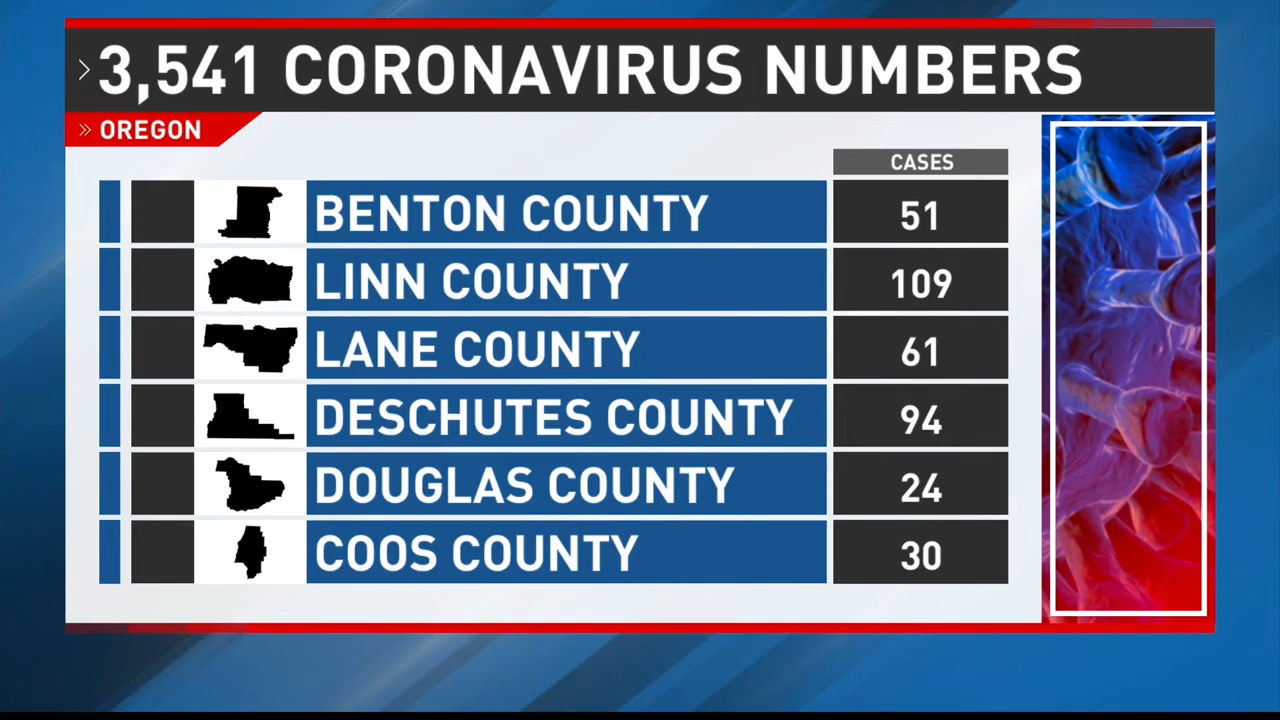 3,541 CORONAVIRUS NUMBERS
OREGON
CASES
BENTON COUNTY 51
LINN COUNTY 109
LANE COUNTY 61
DESCHUTES COUNTY 94
DOUGLAS COUNTY 24
COOS COUNTY 30